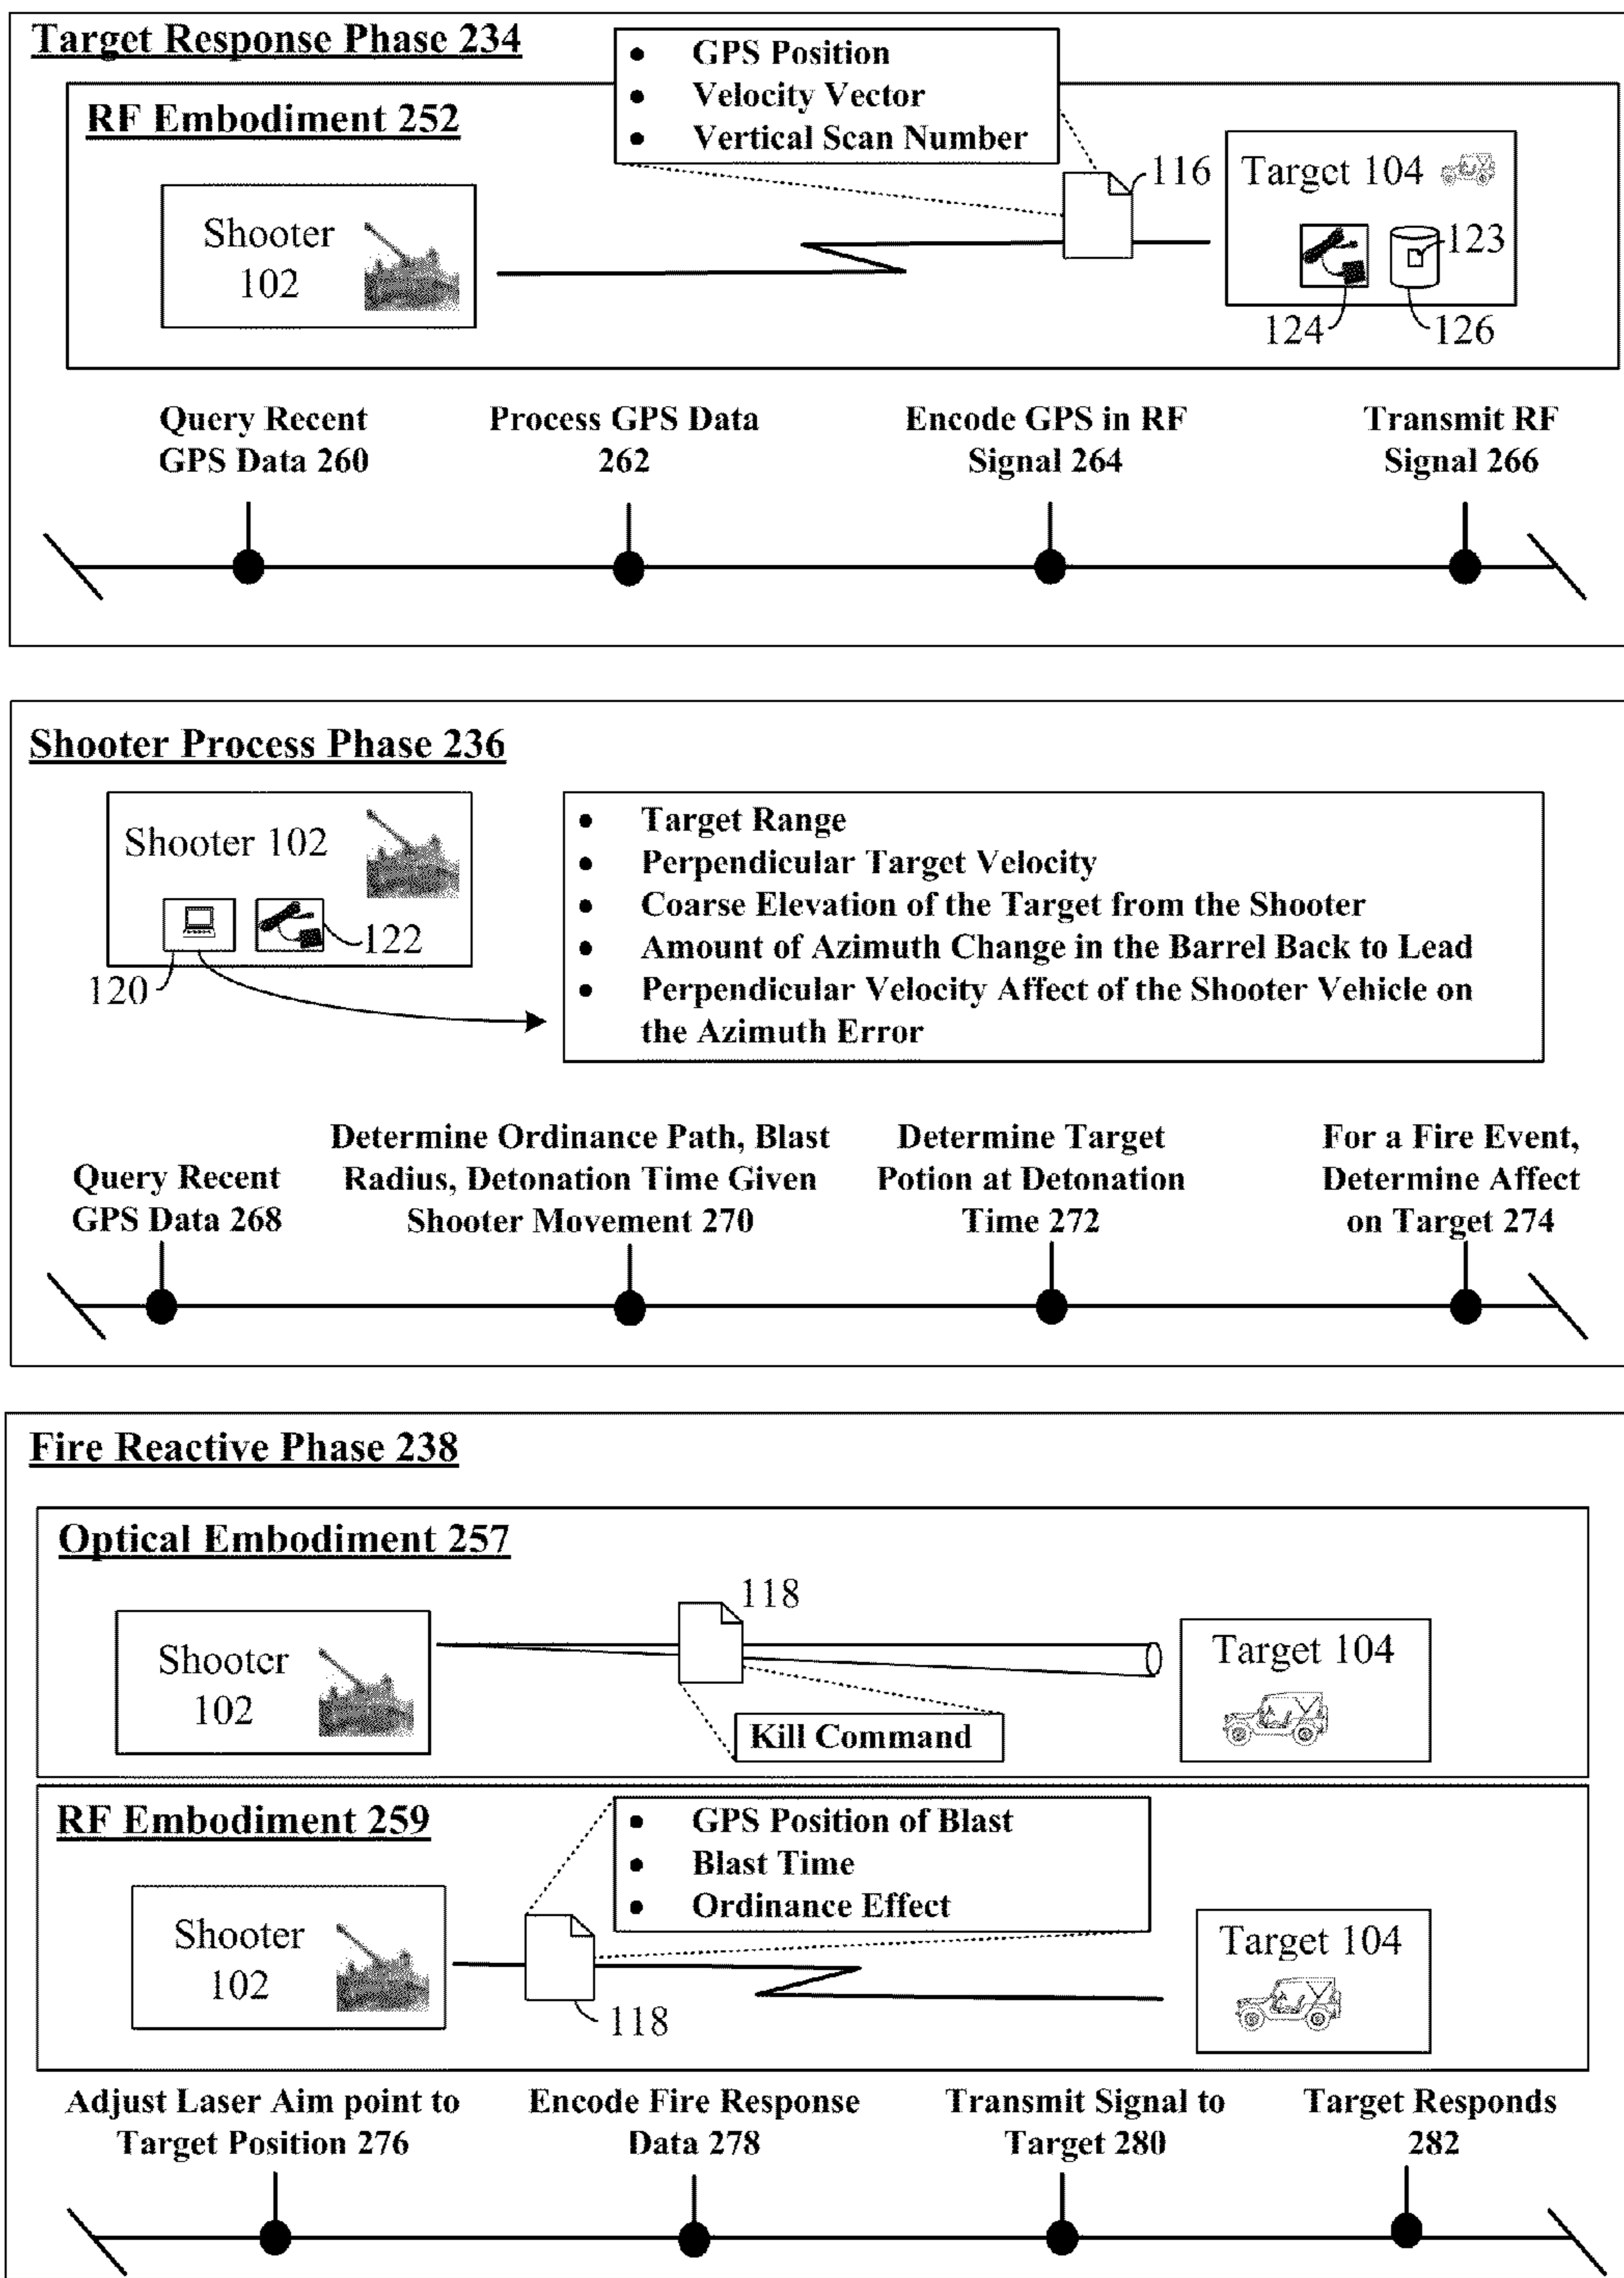 Target Response Phase 234
• GPS Position
• Velocity Vector
• Vertical Scan Number
RF Embodiment 252
116
Target 104
Shooter
102
123
124
126
Query Recent
GPS Data 260
Process GPS Data
262
Encode GPS in RF
Signal 264
Transmit RF
Signal 266
Shooter Process Phase 236
Shooter 102
122
120
• Target Range
• Perpendicular Target Velocity
• Coarse Elevation of the Target from the Shooter
• Amount of Azimuth Change in the Barrel Back to Lead
• Perpendicular Velocity Affect of the Shooter Vehicle on
the Azimuth Error
Query Recent
GPS Data 268
Determine Ordinance Path, Blast
Radius, Detonation Time Given
Shooter Movement 270
Determine Target
Potion at Detonation
Time 272
For a Fire Event,
Determine Affect
on Target 274
Fire Reactive Phase 238
Optical Embodiment 257
118
Shooter
102
Target 104
Kill Command
RF Embodiment 259
• GPS Position of Blast
• Blast Time
• Ordinance Effect
Shooter
102
118
Target 104
Adjust Laser Aim point to
Target Position 276
Encode Fire Response
Data 278
Transmit Signal to
Target 280
Target Responds
282